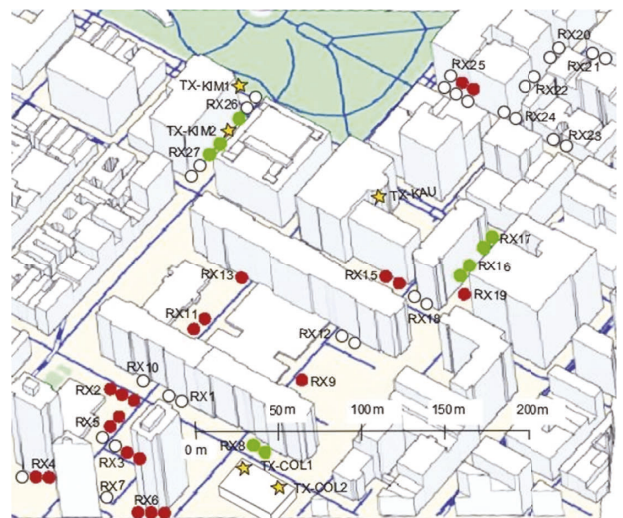 RX20
RX25
RX21
TX-KIM1
RX22
RX26
RX24
TX-KIM2
RX23
RX27
TX-KAU
RX17
RX16
RX13
RX15
RX19
RX11
RX18
RX12
RX10
RX9
RX2
RX1
50 m
100 m
150 m
200 m
RX5
0 m
RX8
RX3
RX4
TX-COL1
RX7
TX-COL2
RX6